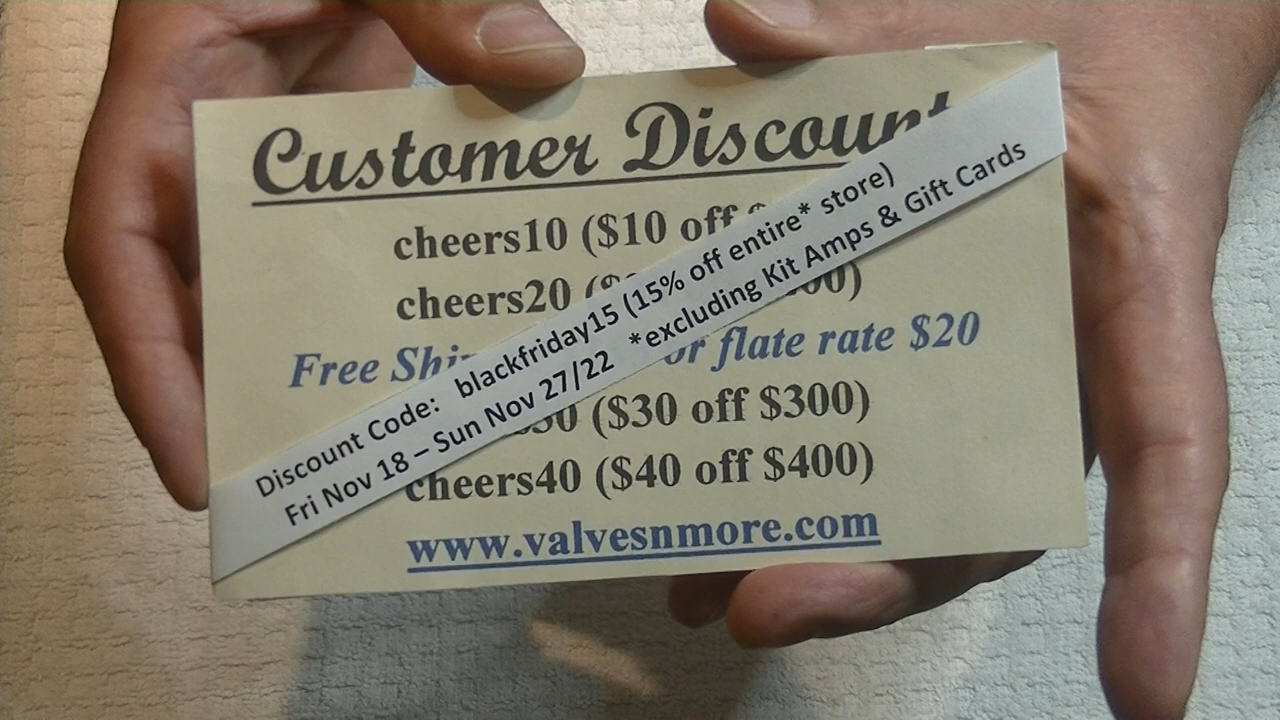 Customer Discount
cheers10 ($10 off
cheers20
Free or flate rate $20
($30 off $300)
cheers40 ($40 off $400)
www.valvesnmore.com
Discount Code: blackfriday15 (15% off entire* store)
Fri Nov 18 – Sun Nov 27/22 *excluding Kit Amps & Gift Cards